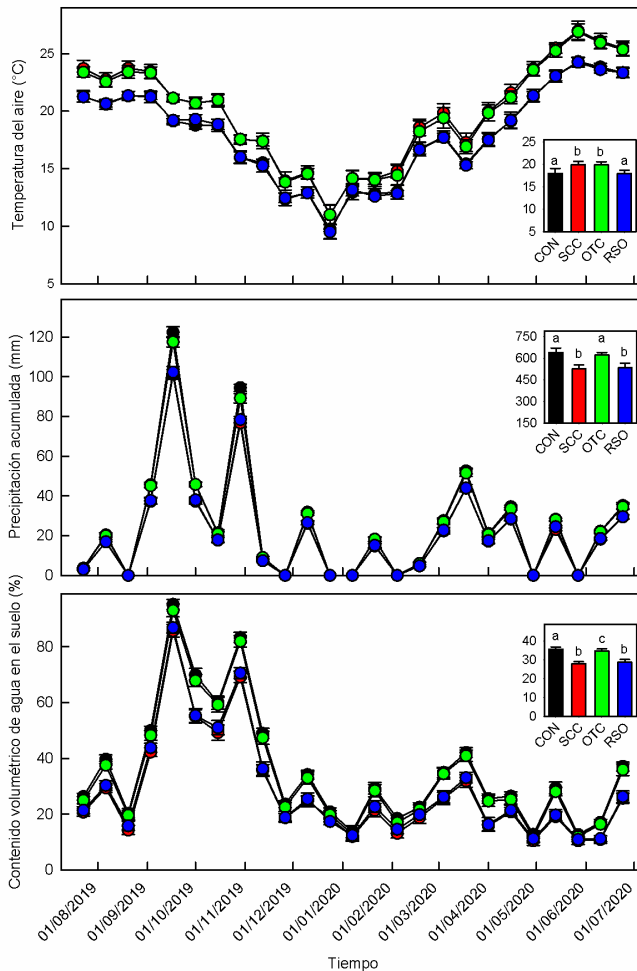 Temperatura del aire (°C)
25
20
15
10
5
25
20
15
10
5
a
b
b
a
CON
SCC
OTC
RSO
Precipitación acumulada (mm)
120
100
80
60
40
20
0
750
600
450
300
150
a
b
a
b
CON
SCC
OTC
RSO
Contenido volumétrico de agua en el suelo (%)
80
60
40
20
0
40
30
20
10
0
a
b
c
b
CON
SCC
OTC
RSO
01/08/2019
01/09/2019
01/10/2019
01/11/2019
01/12/2019
01/01/2020
01/02/2020
01/03/2020
01/04/2020
01/05/2020
01/06/2020
01/07/2020
Tiempo